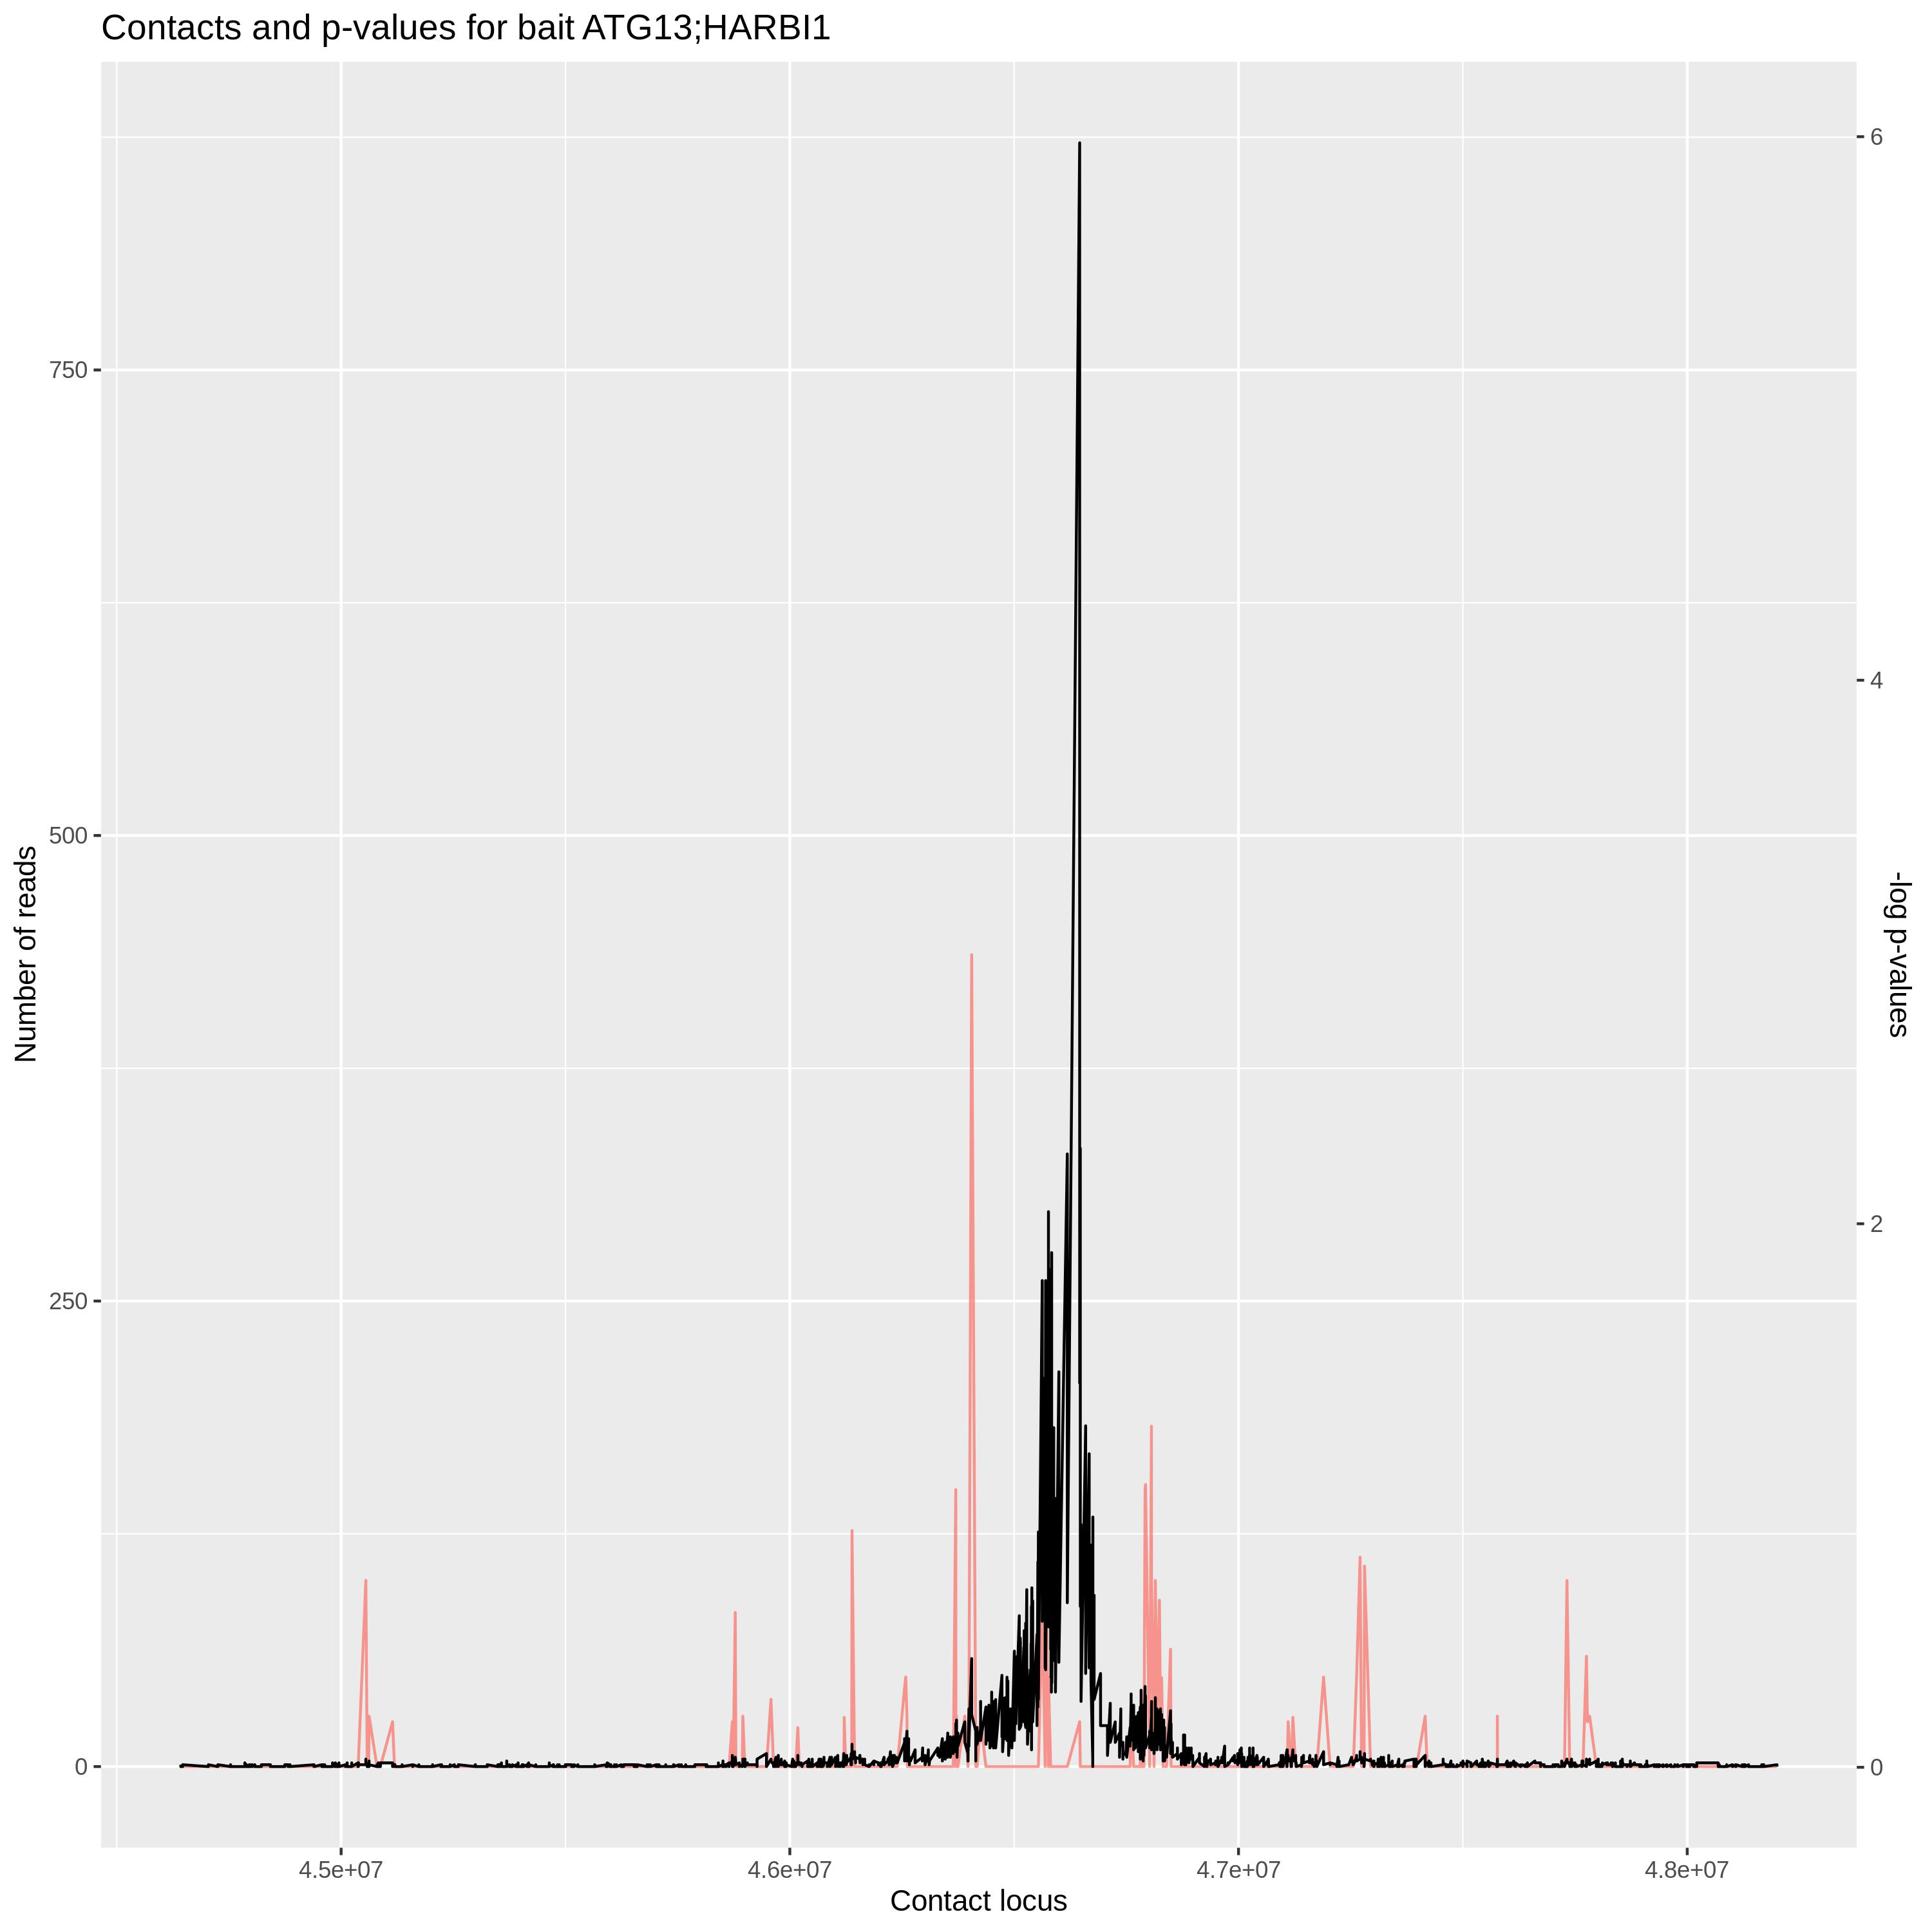 Contacts and p-values for bait ATG13;HARBI1
Number of reads
750
500
250
0
6
4
2
0
-log p-values
4.5e+07
4.6e+07
4.7e+07
4.8e+07
Contact locus